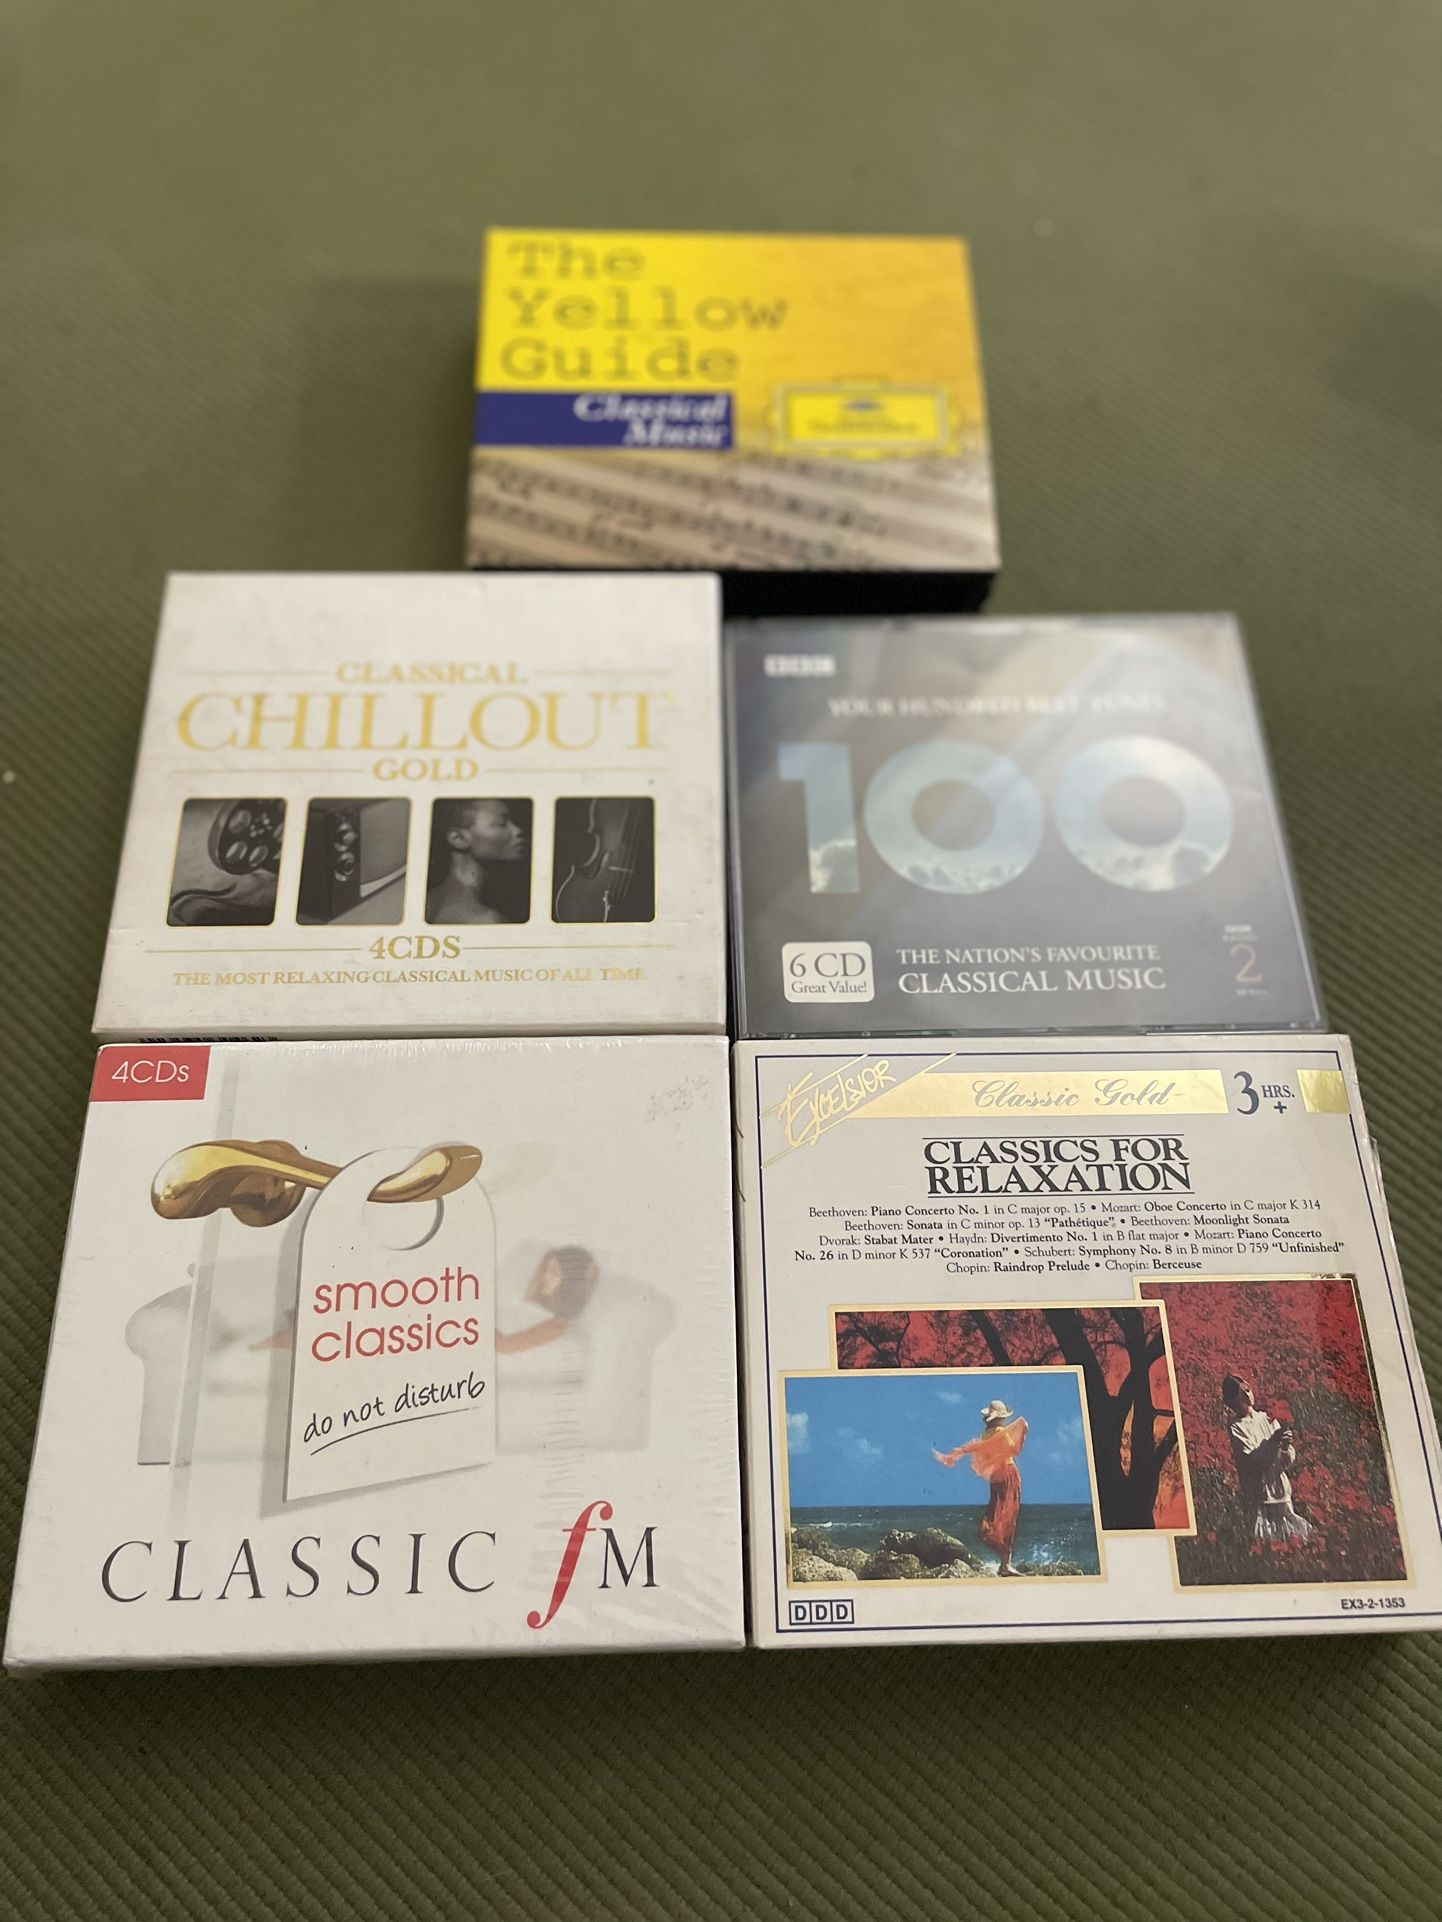 The
Yellow
Guide
Classical
Music
CLASSICAL
CHILLOUT
GOLD
4CDS
THE MOST RELAXING CLASSICAL MUSIC OF ALL TIME
BBC
YOUR HUNDRED BEST TUNES
100
6 CD
Great Value!
THE NATION'S FAVOURITE
CLASSICAL MUSIC
RADIO
2
4CDs
smooth
classics
do not disturb
CLASSIC fM
EXCELSIOR
Classic Gold
3 HRS.
+
CLASSICS FOR
RELAXATION
Beethoven: Piano Concerto No. 1 in C major op. 15 • Mozart: Oboe Concerto in C major K 314
Beethoven: Sonata in C minor op. 13 “Pathétique”. • Beethoven: Moonlight Sonata
Dvorak: Stabat Mater • Haydn: Divertimento No. 1 in B flat major • Mozart: Piano Concerto
No. 26 in D minor K 537 “Coronation” • Schubert: Symphony No. 8 in B minor D 759 “Unfinished”
Chopin: Raindrop Prelude • Chopin: Berceuse
DDD
EX3-2-1353